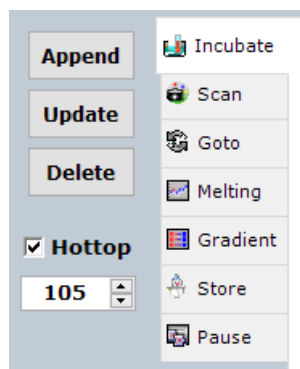 Append
Update
Delete
Hottop
105
Incubate
Scan
Goto
Melting
Gradient
Store
Pause